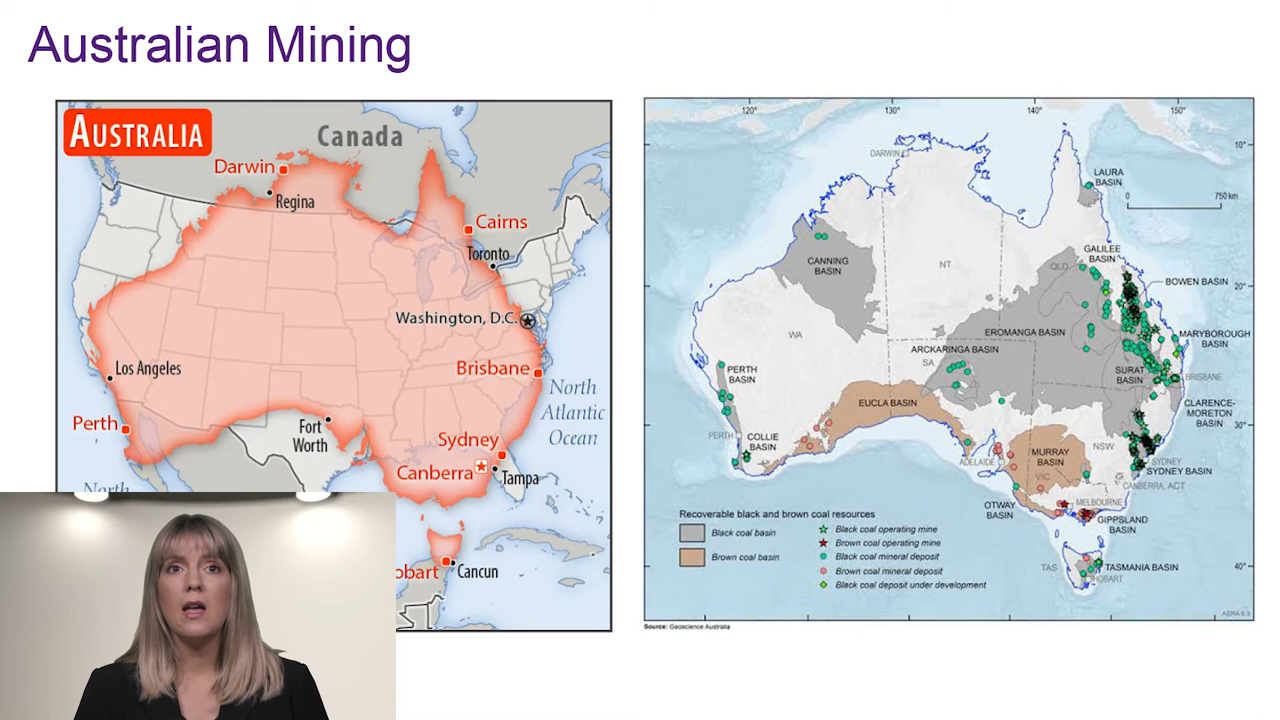 Australian Mining
AUSTRALIA
Canada
Darwin
Regina
Cairns
Toronto
Washington, D.C.
Los Angeles
Brisbane
North
Atlantic
Ocean
Perth
Fort
Worth
Sydney
Canberra
Tampa
North
obart
Cancun
120°
130°
140°
150°
10°
20°
30°
40°
DARWIN
LAURA
BASIN
0
750 km
CANNING
BASIN
NT
QLD
GALILEE
BASIN
BOWEN BASIN
WA
EROMANGA BASIN
MARYBOROUGH
BASIN
ARCKARINGA BASIN
SA
PERTH
BASIN
SURAT
BASIN
BRISBANE
EUCLA BASIN
CLARENCE-
MORETON
BASIN
PERTH
COLLIE
BASIN
NSW
MURRAY
BASIN
ADELAIDE
SYDNEY
SYDNEY BASIN
VIC
CANBERRA, ACT
OTWAY
BASIN
MELBOURNE
GIPPSLAND
BASIN
TAS
TASMANIA BASIN
HOBART
Recoverable black and brown coal resources
Black coal basin
Brown coal basin
Black coal operating mine
Brown coal operating mine
Black coal mineral deposit
Brown coal mineral deposit
Black coal deposit under development
AERA 5.3
Source: Geoscience Australia